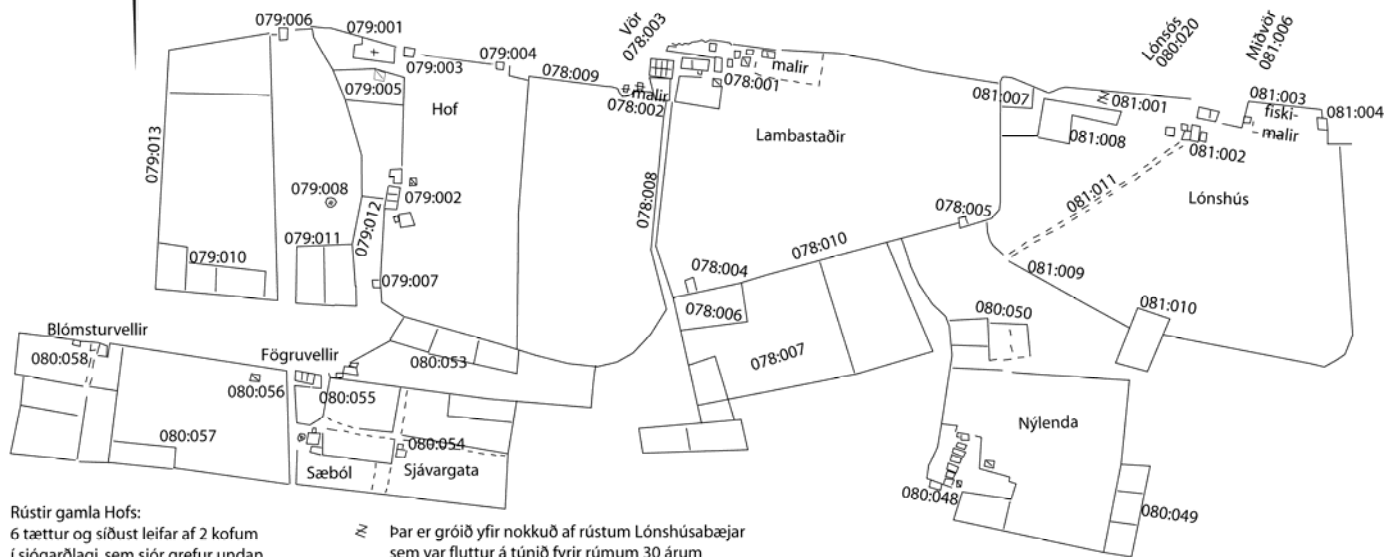 079:006
079:001
079:003
079:004
079:005
Hof
078:009
Vör
078:003
malir
078:002
078:001
malir
Lambastaðir
Lónsós
080:020
Miðvör
081:006
081:007
081:001
081:003
081:004
fiski-
malir
081:008
081:002
081:011
Lónshús
079:013
079:008
079:002
079:012
079:011
079:010
079:007
078:008
078:005
078:010
078:004
078:006
078:007
081:009
081:010
080:050
Blómsturvellir
080:058
Fögruvellir
080:053
080:056
080:055
080:057
080:054
Sæból
Sjávargata
Nýlenda
080:048
080:049
Rústir gamla Hofs:
6 tættur og síðust leifar af 2 kofum
í sjógarðlagi, sem sjór grefur undan
Þar er gróið yfir nokkuð af rústum Lónshúsabæjar
sem var fluttur á túnið fyrir rúmum 30 árum